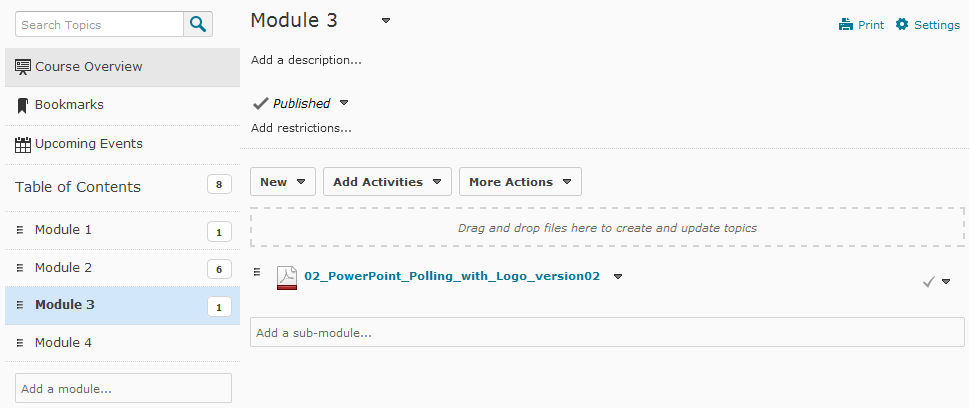 Search Topics
Course Overview
Bookmarks
Upcoming Events
Table of Contents 8
Module 1 1
Module 2 6
Module 3 1
Module 4
Add a module...
Module 3
Print Settings
Add a description...
Published
Add restrictions...
New Add Activities More Actions
Drag and drop files here to create and update topics
02_PowerPoint_Polling_with_Logo_version02
Add a sub-module...